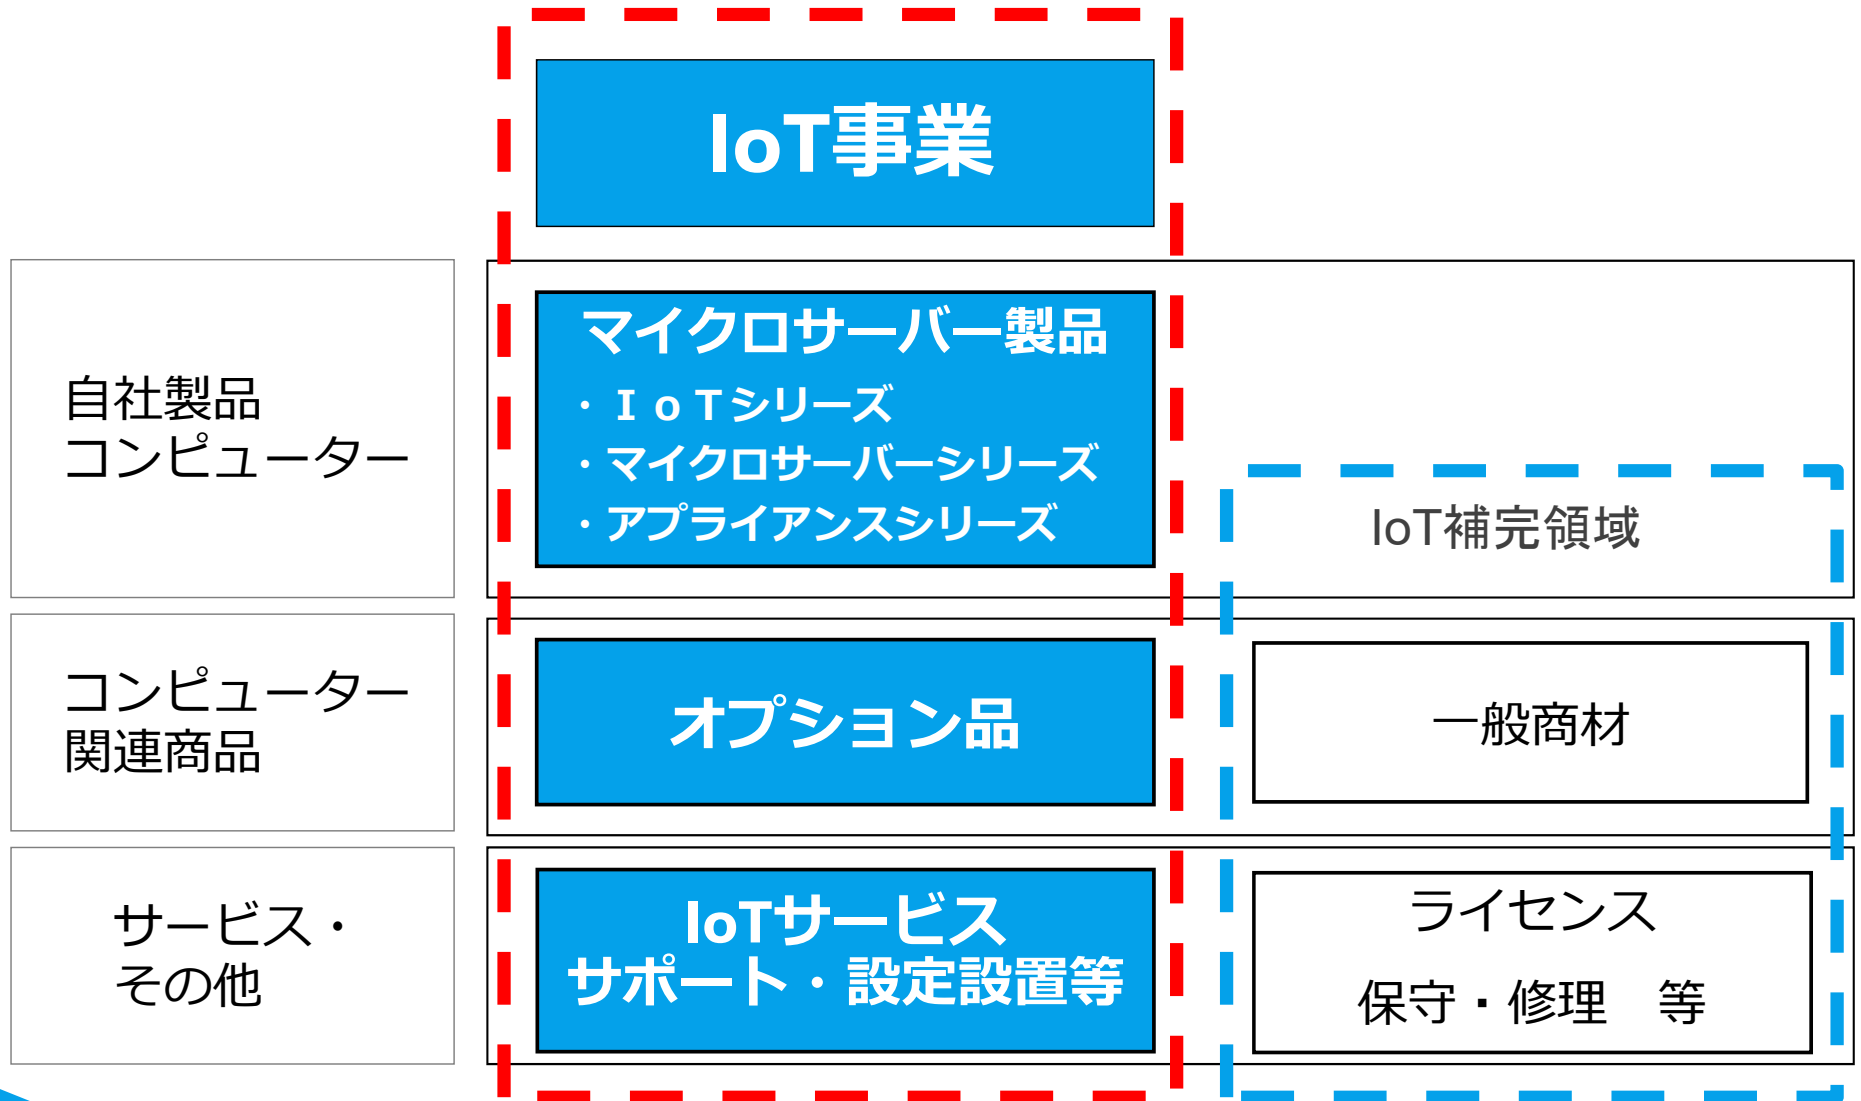 IoT事業
自社製品
コンピューター
マイクロサーバー製品
・ＩｏＴシリーズ
・マイクロサーバーシリーズ
・アプライアンスシリーズ
IoT補完領域
コンピューター
関連商品
オプション品
一般商材
サービス・
その他
IoTサービス
サポート・設定設置等
ライセンス
保守・修理　等